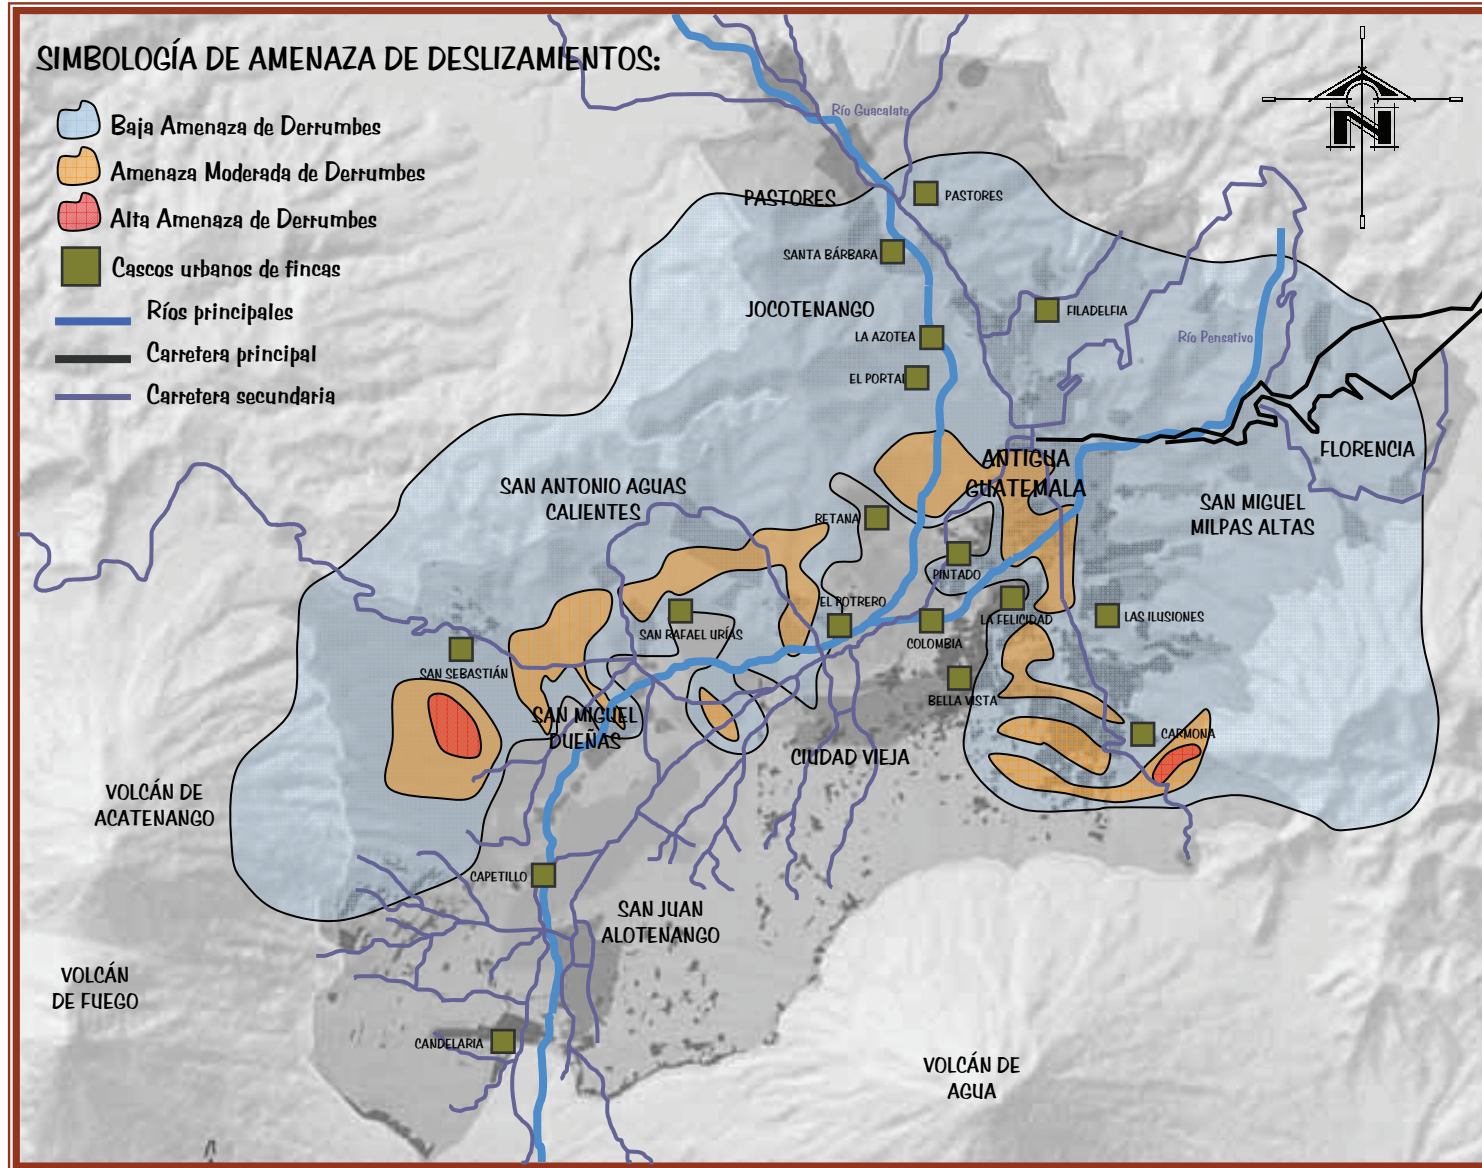 SIMBOLOGÍA DE AMENAZA DE DESLIZAMIENTOS:
Baja Amenaza de Derrumbes
Amenaza Moderada de Derrumbes
Alta Amenaza de Derrumbes
Cascos urbanos de fincas
Ríos principales
Carretera principal
Carretera secundaria
N
Río Guacalate
PASTORES
PASTORES
SANTA BÁRBARA
JOCOTENANGO
FILADELFIA
LA AZOTEA
Río Pensativo
EL PORTAL
ANTIGUA
GUATEMALA
FLORENCIA
SAN ANTONIO AGUAS
CALIENTES
SAN MIGUEL
MILPAS ALTAS
RETANA
PINTADO
EL POTRERO
LA FELICIDAD
LAS ILUSIONES
SAN RAFAEL URÍAS
COLOMBIA
SAN SEBASTIÁN
BELLA VISTA
SAN MIGUEL
DUEÑAS
CARMONA
CIUDAD VIEJA
VOLCÁN DE
ACATENANGO
CAPETILLO
SAN JUAN
ALOTENANGO
VOLCÁN
DE FUEGO
CANDELARIA
VOLCÁN DE
AGUA